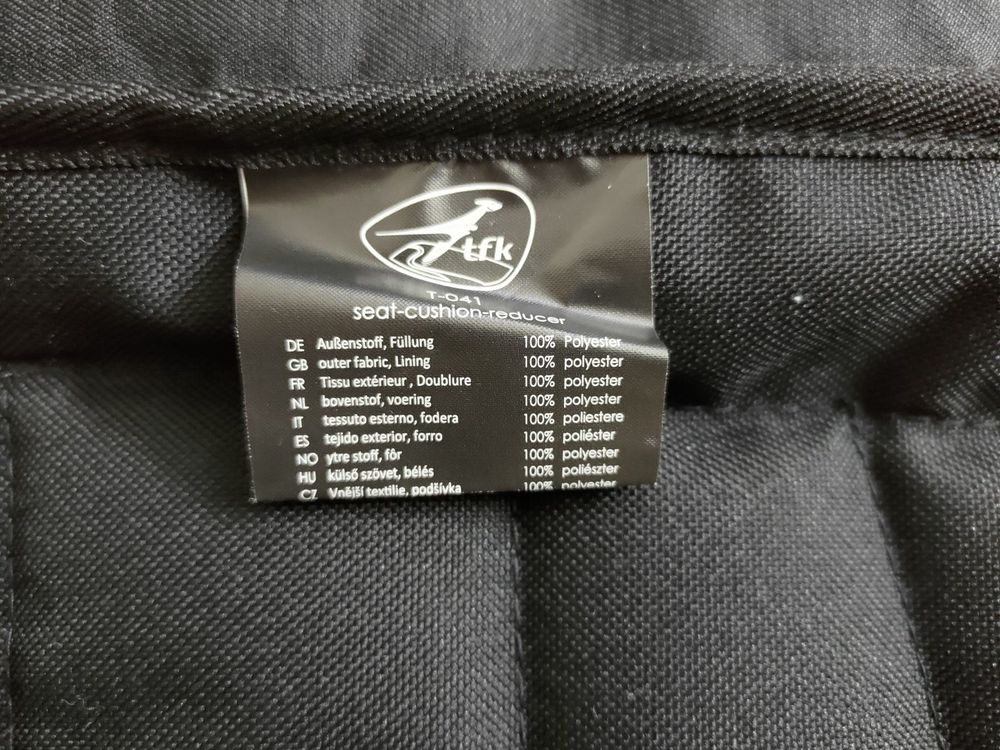 tfk
T-041
seat-cushion-reducer
DE Außenstoff, Füllung 100% Polyester
GB outer fabric, Lining 100% polyester
FR Tissu extérieur , Doublure 100% polyester
NL bovenstof, voering 100% polyester
IT tessuto esterno, fodera 100% poliestere
ES tejido exterior, forro 100% poliéster
NO ytre stoff, fôr 100% polyester
HU külső szövet, bélés 100% poliészter
CZ Vnější textilie, podšívka 100% polyester